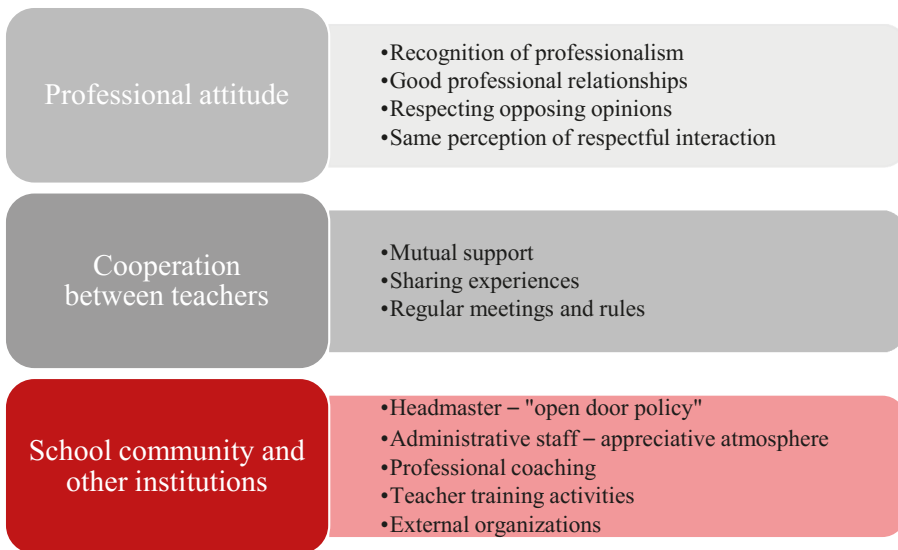 Professional attitude
•Recognition of professionalism
•Good professional relationships
•Respecting opposing opinions
•Same perception of respectful interaction
Cooperation
between teachers
•Mutual support
•Sharing experiences
•Regular meetings and rules
School community and
other institutions
•Headmaster – "open door policy"
•Administrative staff – appreciative atmosphere
•Professional coaching
•Teacher training activities
•External organizations